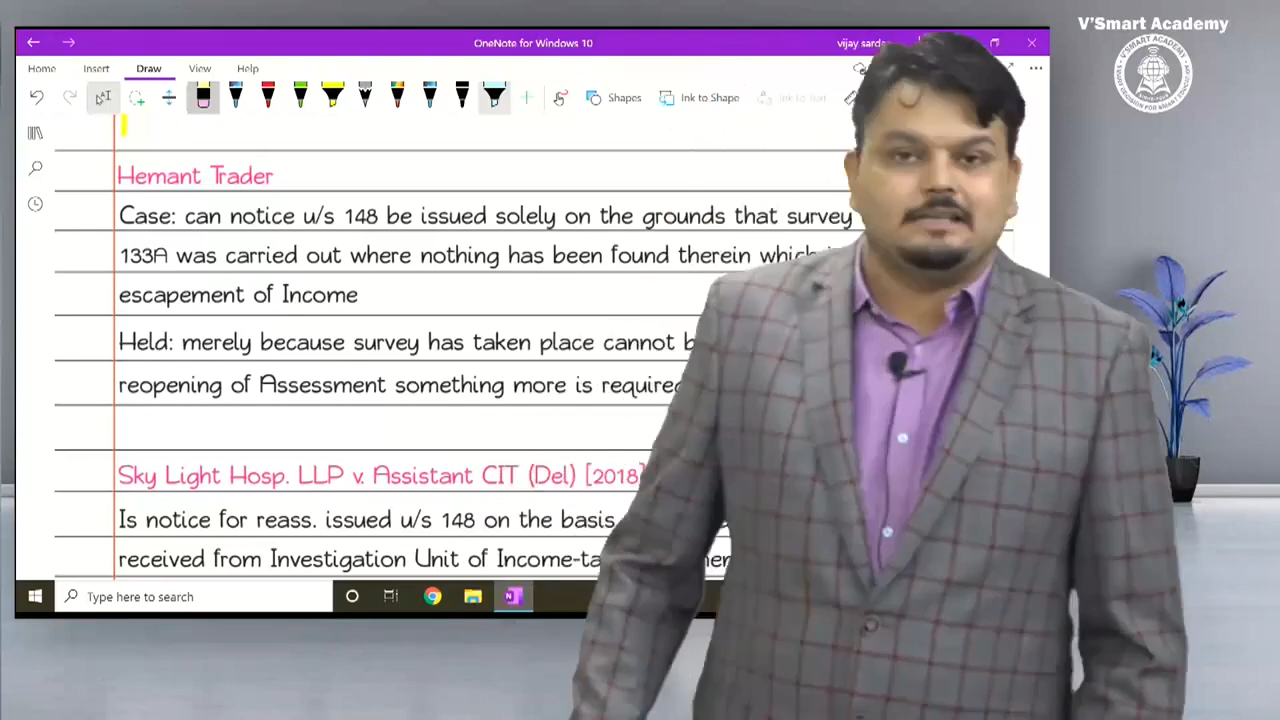 V'Smart Academy
OneNote for Windows 10
vijay sardar
Home Insert Draw View Help
Shapes Ink to Shape Ink to Text
Hemant Trader
Case: can notice u/s 148 be issued solely on the grounds that survey
133A was carried out where nothing has been found therein which
escapement of Income
Held: merely because survey has taken place cannot b
reopening of Assessment something more is required
Sky Light Hosp. LLP v. Assistant CIT (Del) [2018]
Is notice for reass. issued u/s 148 on the basis
received from Investigation Unit of Income-ta
Type here to search